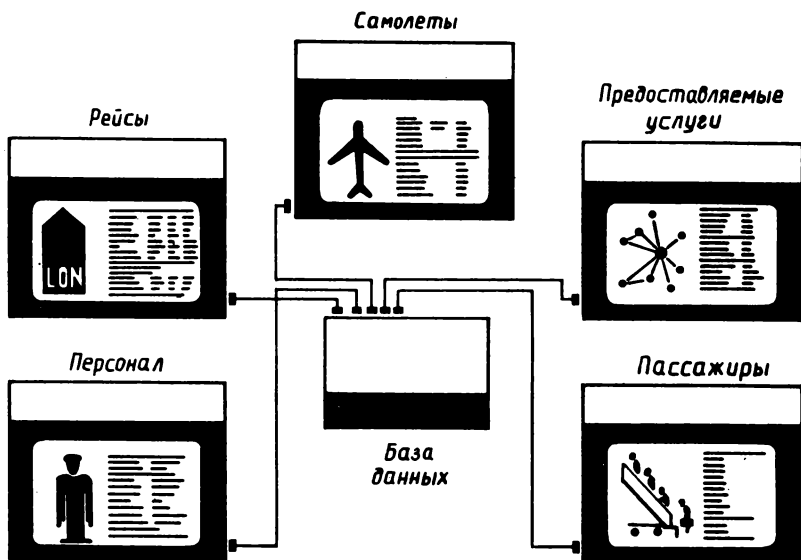 Самолеты
Рейсы
Предоставляемые
услуги
LON
Персонал
Пассажиры
База
данных